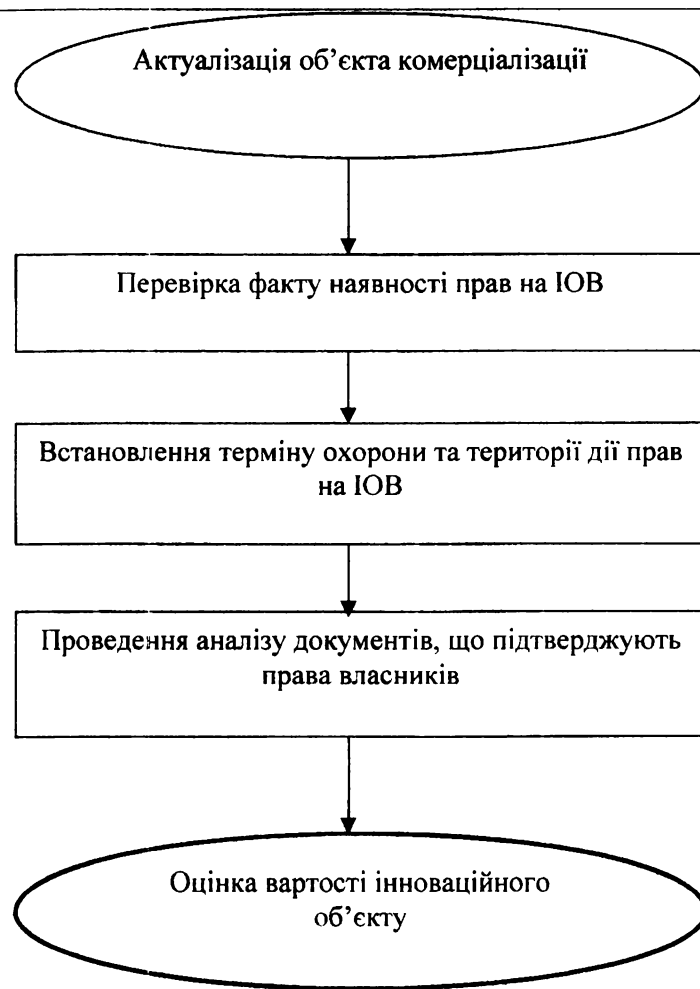 Актуалізація об’єкта комерціалізації
Перевірка факту наявності прав на ІОВ
Встановлення терміну охорони та території дії прав
на ІОВ
Проведення аналізу документів, що підтверджують
права власників
Оцінка вартості інноваційного
об’єкту